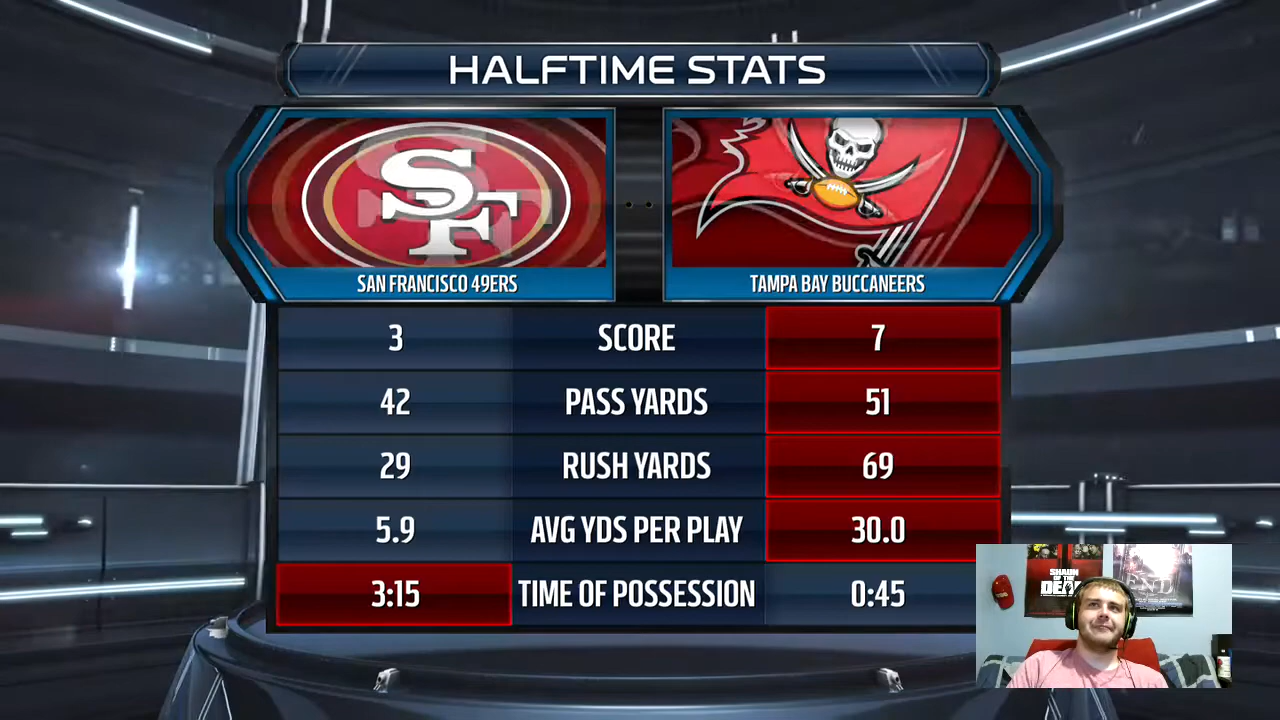 HALFTIME STATS
SF
SAN FRANCISCO 49ERS
TAMPA BAY BUCCANEERS
3 SCORE 7
42 PASS YARDS 51
29 RUSH YARDS 69
5.9 AVG YDS PER PLAY 30.0
3:15 TIME OF POSSESSION 0:45
SHAUN
OF THE
DEAD
END